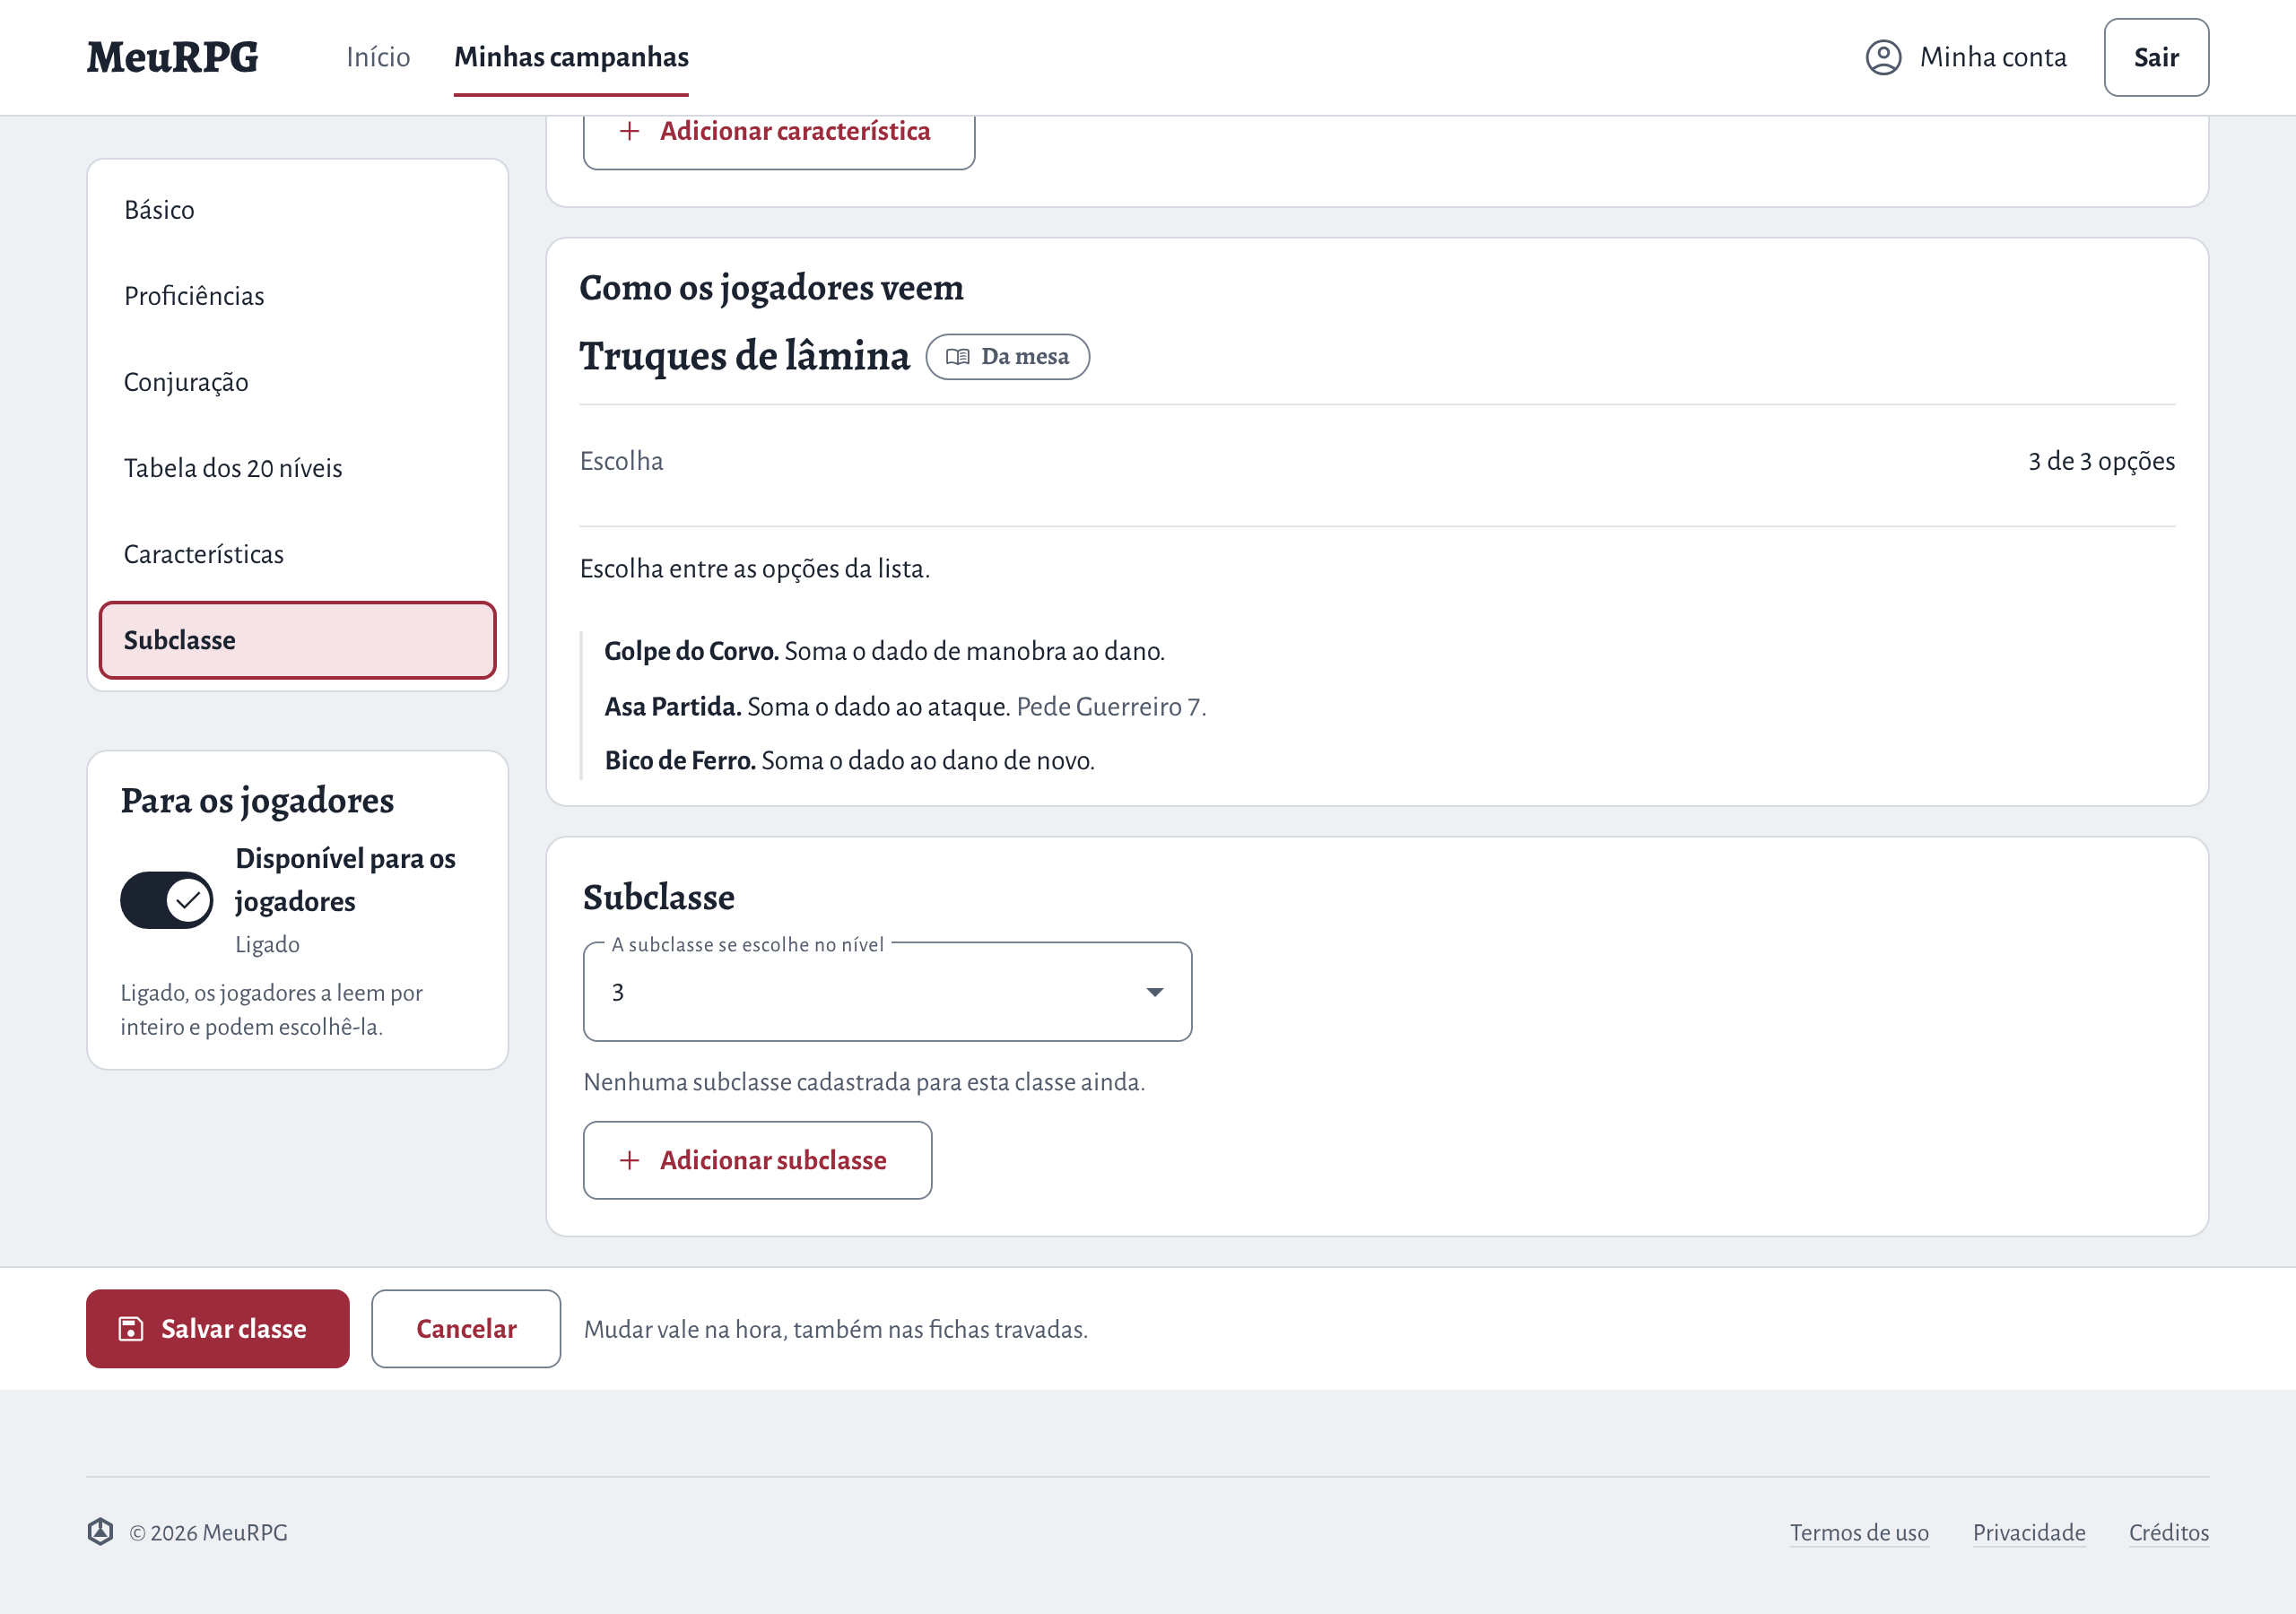 MeuRPG
Início
Minhas campanhas
Minha conta
Sair
Básico
Proficiências
Conjuração
Tabela dos 20 níveis
Características
Subclasse
Para os jogadores
Disponível para os
jogadores
Ligado
Ligado, os jogadores a leem por
inteiro e podem escolhê-la.
+ Adicionar característica
Como os jogadores veem
Truques de lâmina
Da mesa
Escolha
3 de 3 opções
Escolha entre as opções da lista.
Golpe do Corvo. Soma o dado de manobra ao dano.
Asa Partida. Soma o dado ao ataque. Pede Guerreiro 7.
Bico de Ferro. Soma o dado ao dano de novo.
Subclasse
A subclasse se escolhe no nível
3
Nenhuma subclasse cadastrada para esta classe ainda.
+ Adicionar subclasse
Salvar classe
Cancelar
Mudar vale na hora, também nas fichas travadas.
© 2026 MeuRPG
Termos de uso
Privacidade
Créditos